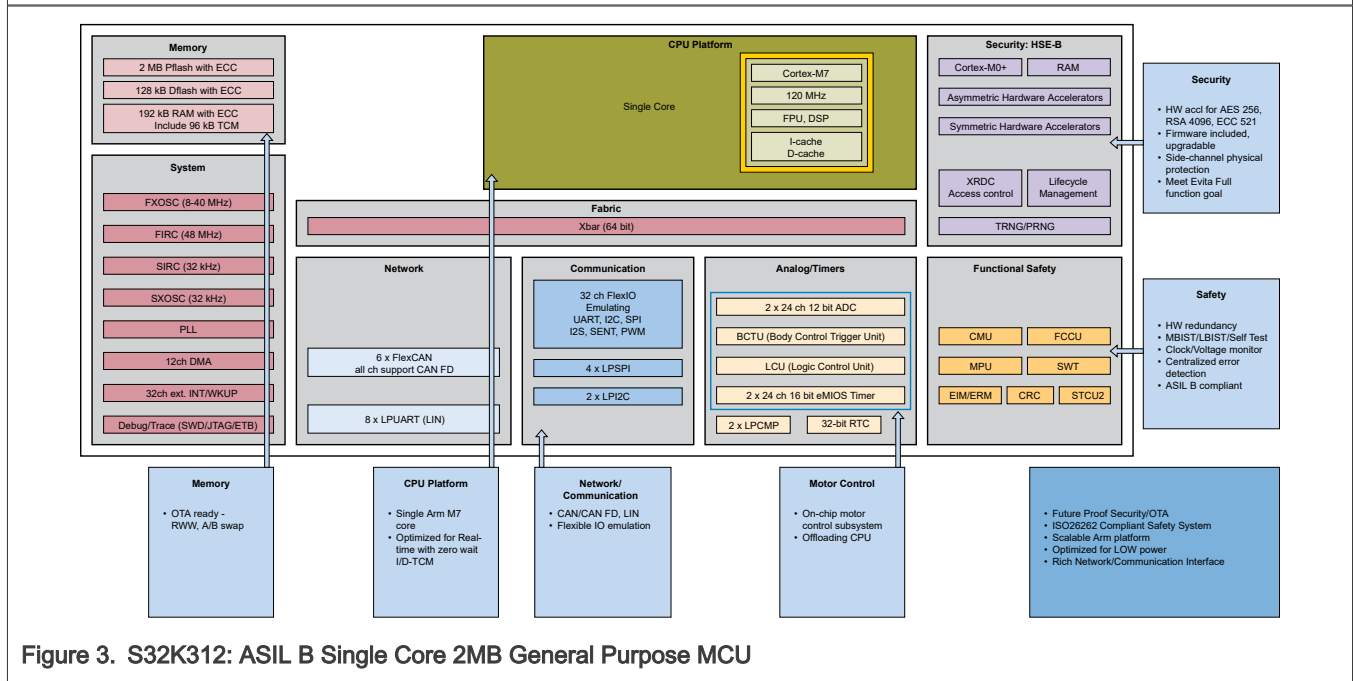 Memory
2 MB Pflash with ECC
128 kB Dflash with ECC
192 kB RAM with ECC
Include 96 kB TCM
System
FXOSC (8-40 MHz)
FIRC (48 MHz)
SIRC (32 kHz)
SXOSC (32 kHz)
PLL
12ch DMA
32ch ext. INT/WKUP
Debug/Trace (SWD/JTAG/ETB)
CPU Platform
Single Core
Cortex-M7
120 MHz
FPU, DSP
I-cache
D-cache
Fabric
Xbar (64 bit)
Network
6 x FlexCAN
all ch support CAN FD
8 x LPUART (LIN)
Communication
32 ch FlexIO
Emulating
UART, I2C, SPI
I2S, SENT, PWM
4 x LPSPI
2 x LPI2C
Analog/Timers
2 x 24 ch 12 bit ADC
BCTU (Body Control Trigger Unit)
LCU (Logic Control Unit)
2 x 24 ch 16 bit eMIOS Timer
2 x LPCMP
32-bit RTC
Security: HSE-B
Cortex-M0+
RAM
Asymmetric Hardware Accelerators
Symmetric Hardware Accelerators
XRDC
Access control
Lifecycle
Management
TRNG/PRNG
Functional Safety
CMU
FCCU
MPU
SWT
EIM/ERM
CRC
STCU2
Security
• HW accl for AES 256,
RSA 4096, ECC 521
• Firmware included,
upgradable
• Side-channel physical
protection
• Meet Evita Full
function goal
Safety
• HW redundancy
• MBIST/LBIST/Self Test
• Clock/Voltage monitor
• Centralized error
detection
• ASIL B compliant
Memory
• OTA ready -
RWW, A/B swap
CPU Platform
• Single Arm M7
core
• Optimized for Real-
time with zero wait
I/D-TCM
Network/
Communication
• CAN/CAN FD, LIN
• Flexible IO emulation
Motor Control
• On-chip motor
control subsystem
• Offloading CPU
• Future Proof Security/OTA
• ISO26262 Compliant Safety System
• Scalable Arm platform
• Optimized for LOW power
• Rich Network/Communication Interface
Figure 3. S32K312: ASIL B Single Core 2MB General Purpose MCU